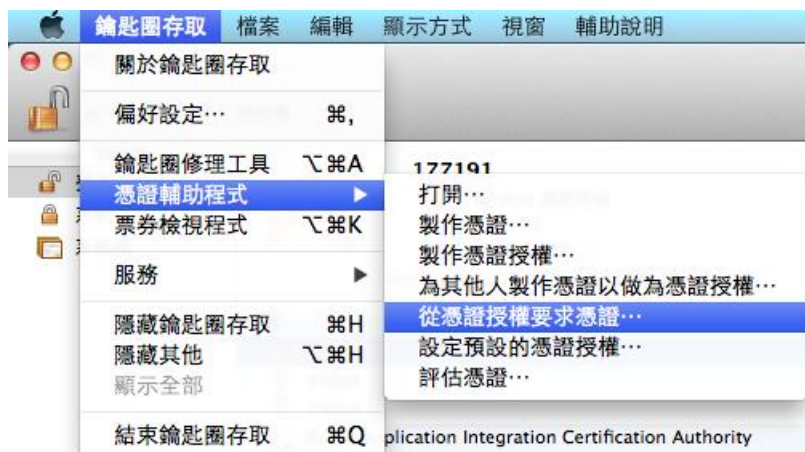 鑰匙圈存取 檔案 編輯 顯示方式 視窗 輔助說明
關於鑰匙圈存取
偏好設定… ⌘,
鑰匙圈修理工具 ⌥⌘A
177191
憑證輔助程式 ▶
打開…
票券檢視程式 ⌥⌘K
製作憑證…
製作憑證授權…
服務 ▶
為其他人製作憑證以做為憑證授權…
隱藏鑰匙圈存取 ⌘H
從憑證授權要求憑證…
隱藏其他 ⌥⌘H
設定預設的憑證授權…
顯示全部
評估憑證…
結束鑰匙圈存取 ⌘Q
plication Integration Certification Authority